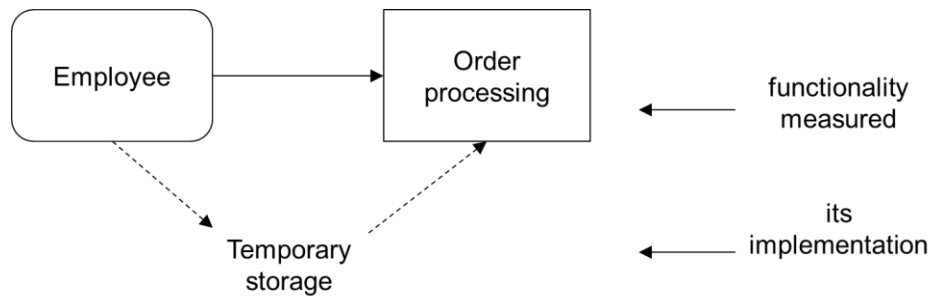 Employee
Order
processing
functionality
measured
Temporary
storage
its
implementation